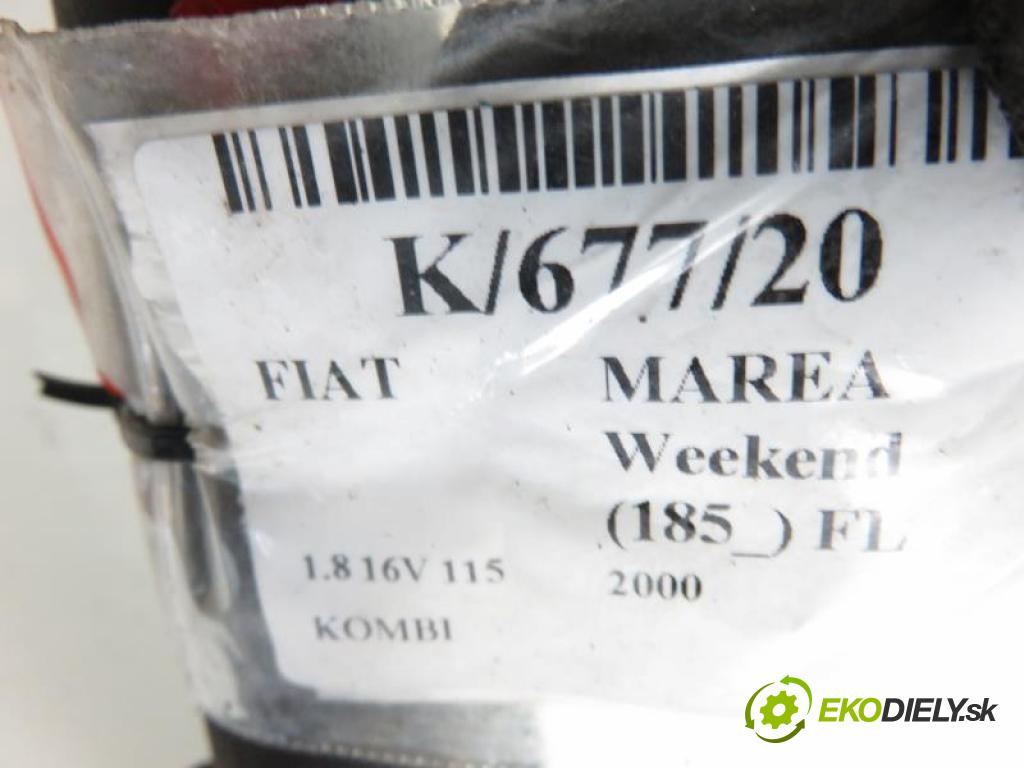 K/677/20
FIAT
MAREA
Weekend
(185_) FL
1.8 16V 115
2000
KOMBI
EKODIELY.sk